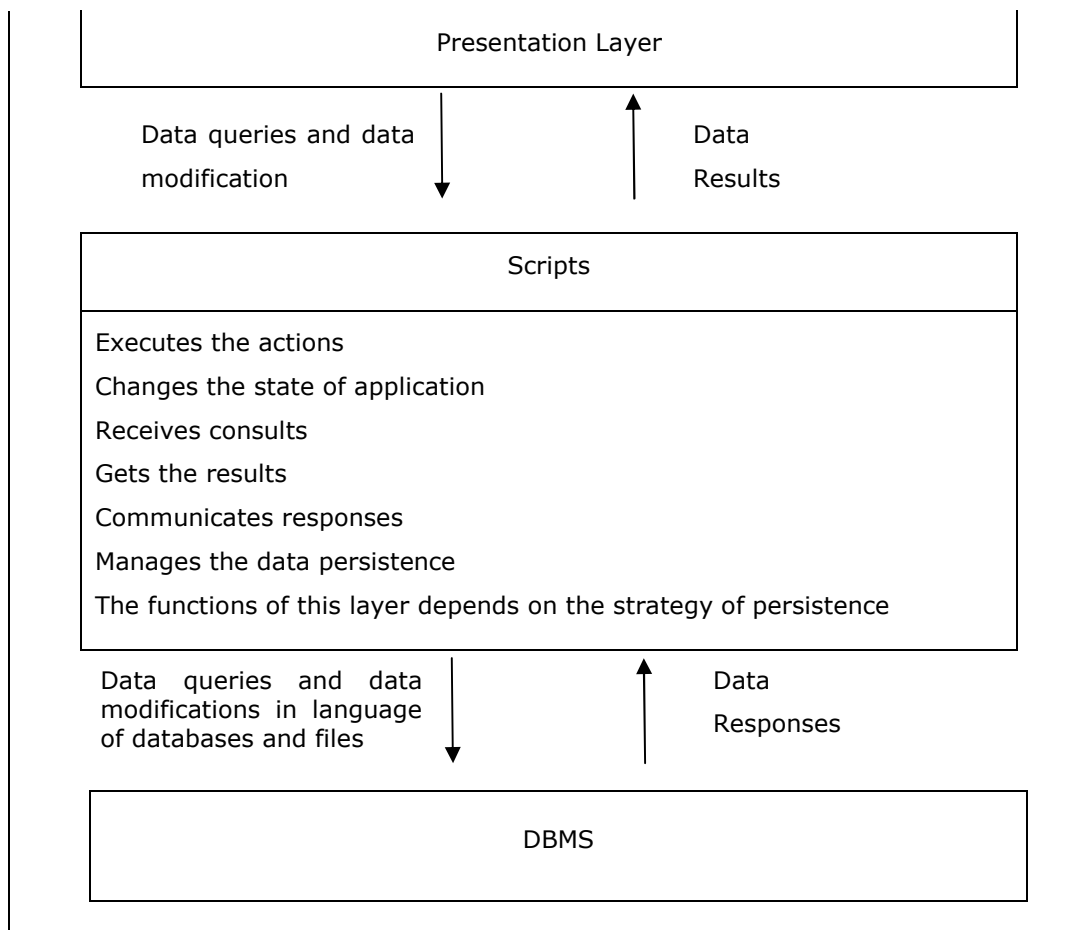 Presentation Layer
Data queries and data
modification
Data
Results
Scripts
Executes the actions
Changes the state of application
Receives consults
Gets the results
Communicates responses
Manages the data persistence
The functions of this layer depends on the strategy of persistence
Data queries and data
modifications in language
of databases and files
Data
Responses
DBMS